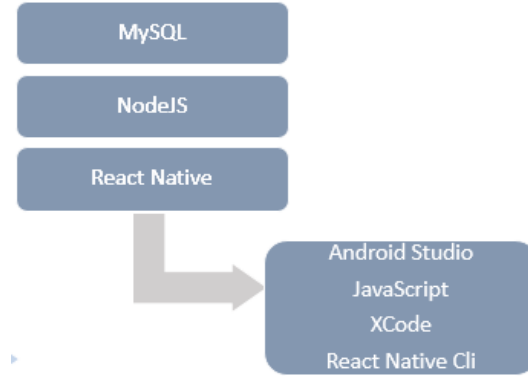 MySQL
NodeJS
React Native
Android Studio
JavaScript
XCode
React Native Cli